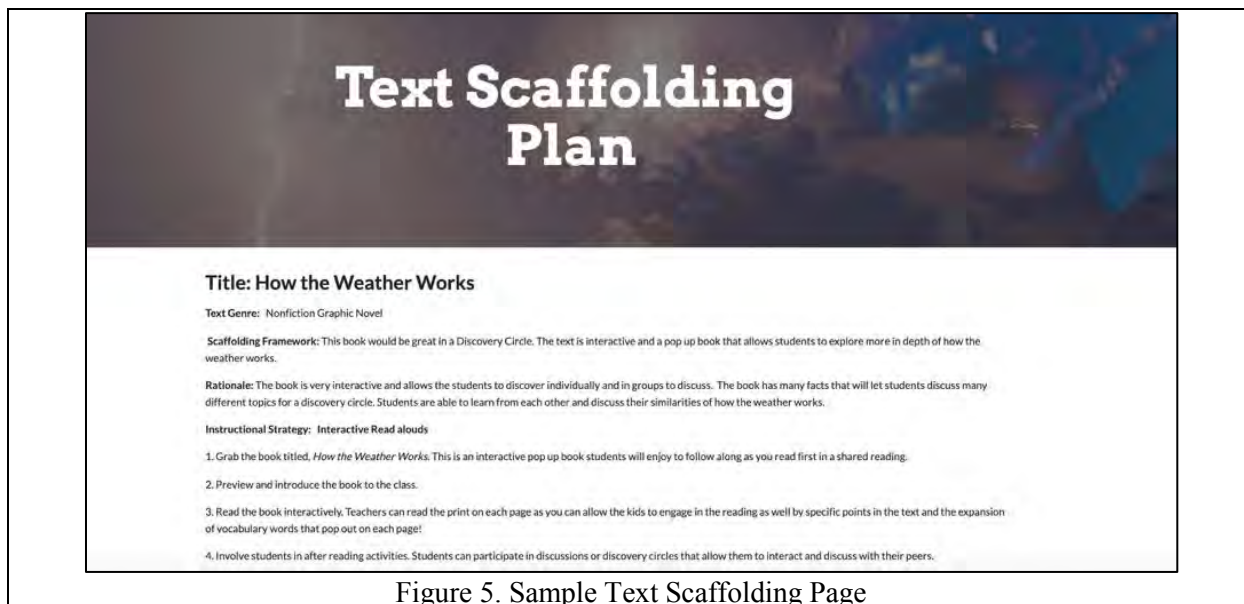 Text Scaffolding
Plan
Title: How the Weather Works
Text Genre: Nonfiction Graphic Novel
Scaffolding Framework: This book would be great in a Discovery Circle. The text is interactive and a pop up book that allows students to explore more in depth of how the
weather works.
Rationale: The book is very interactive and allows the students to discover individually and in groups to discuss. The book has many facts that will let students discuss many
different topics for a discovery circle. Students are able to learn from each other and discuss their similarities of how the weather works.
Instructional Strategy: Interactive Read alouds
1. Grab the book titled, How the Weather Works. This is an interactive pop up book students will enjoy to follow along as you read first in a shared reading.
2. Preview and introduce the book to the class.
3. Read the book interactively. Teachers can read the print on each page as you can allow the kids to engage in the reading as well by specific points in the text and the expansion
of vocabulary words that pop out on each page!
4. Involve students in after reading activities. Students can participate in discussions or discovery circles that allow them to interact and discuss with their peers.
Figure 5. Sample Text Scaffolding Page